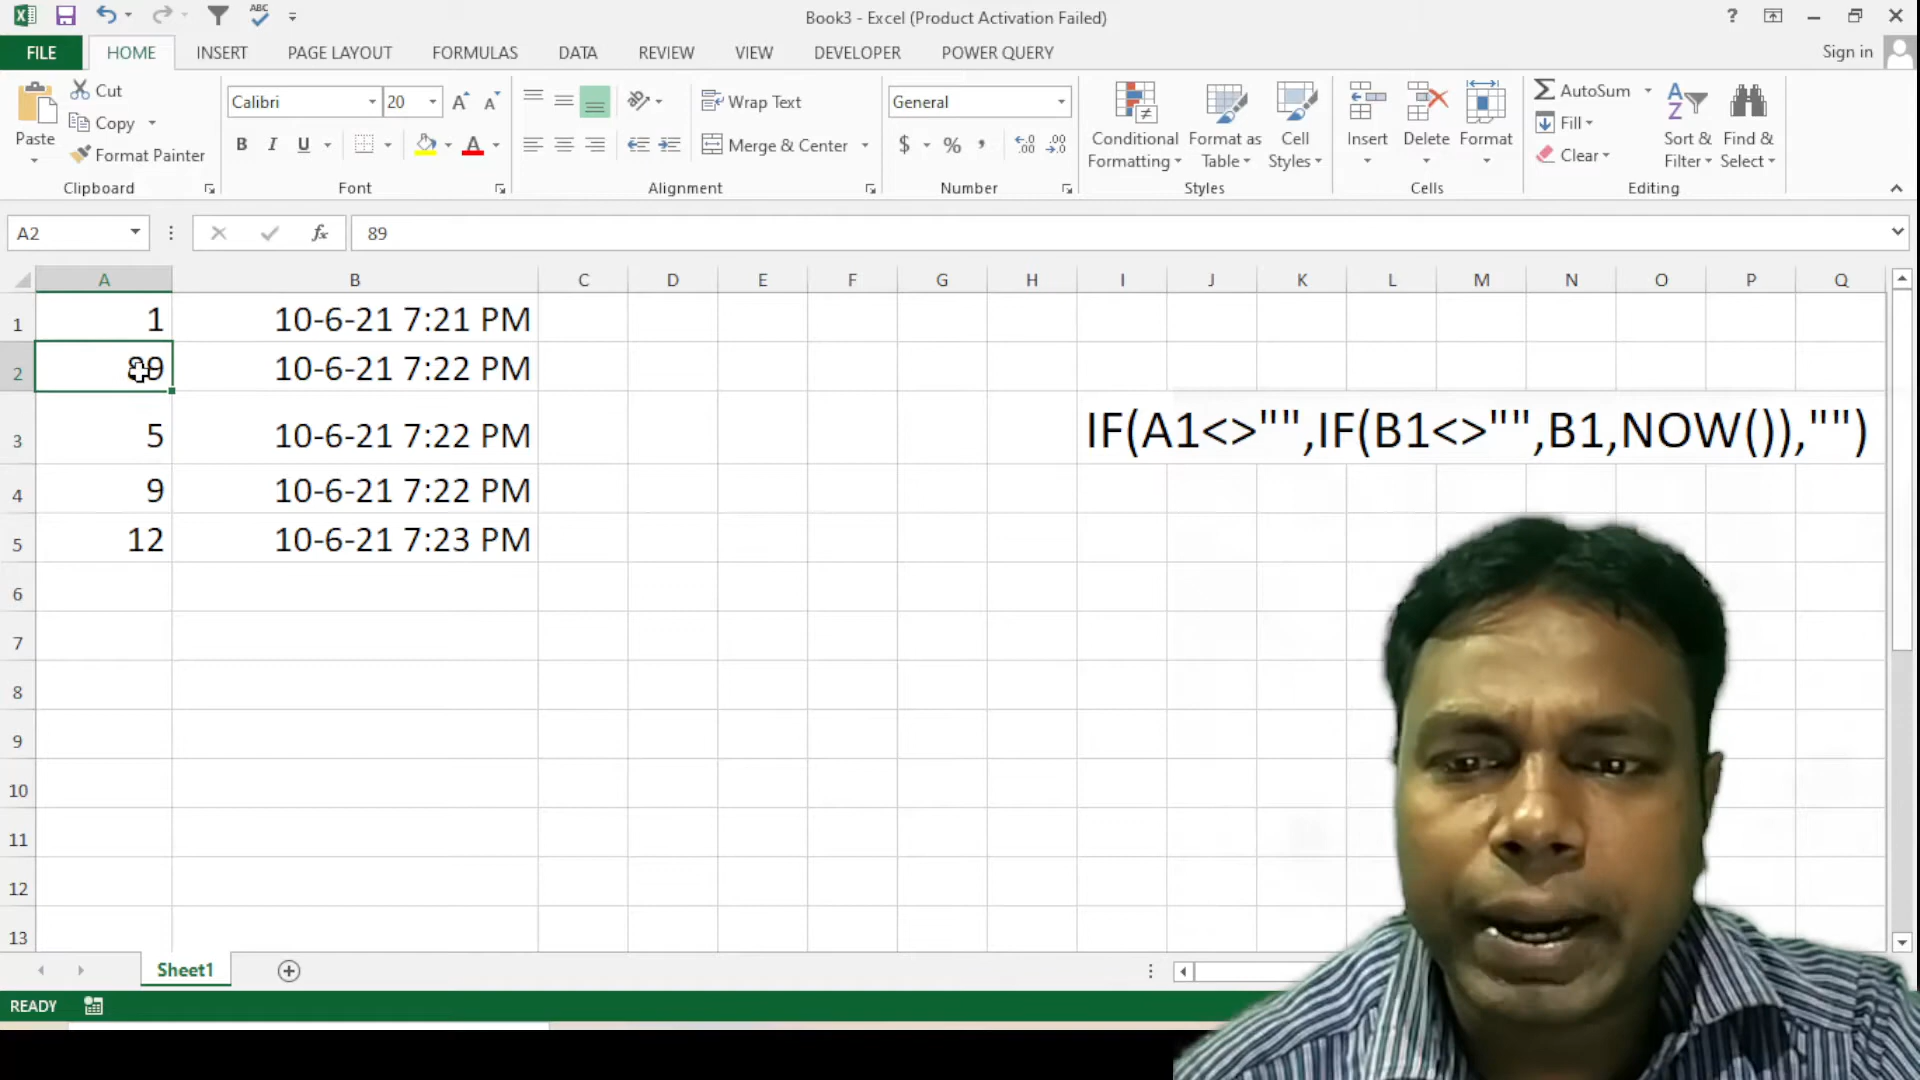 Book3 - Excel (Product Activation Failed)
FILE HOME INSERT PAGE LAYOUT FORMULAS DATA REVIEW VIEW DEVELOPER POWER QUERY Sign in
Paste Cut Copy Format Painter
Calibri 20
Wrap Text
Merge & Center
General
Conditional Formatting Format as Table Cell Styles
Insert Delete Format
AutoSum Fill Clear
Sort & Filter Find & Select
Clipboard Font Alignment Number Styles Cells Editing
A2 fx 89
A B C D E F G H I J K L M N O P Q
1 1 10-6-21 7:21 PM
2 89 10-6-21 7:22 PM
3 5 10-6-21 7:22 PM IF(A1<>"",IF(B1<>"",B1,NOW()),"")
4 9 10-6-21 7:22 PM
5 12 10-6-21 7:23 PM
6
7
8
9
10
11
12
13
Sheet1
READY